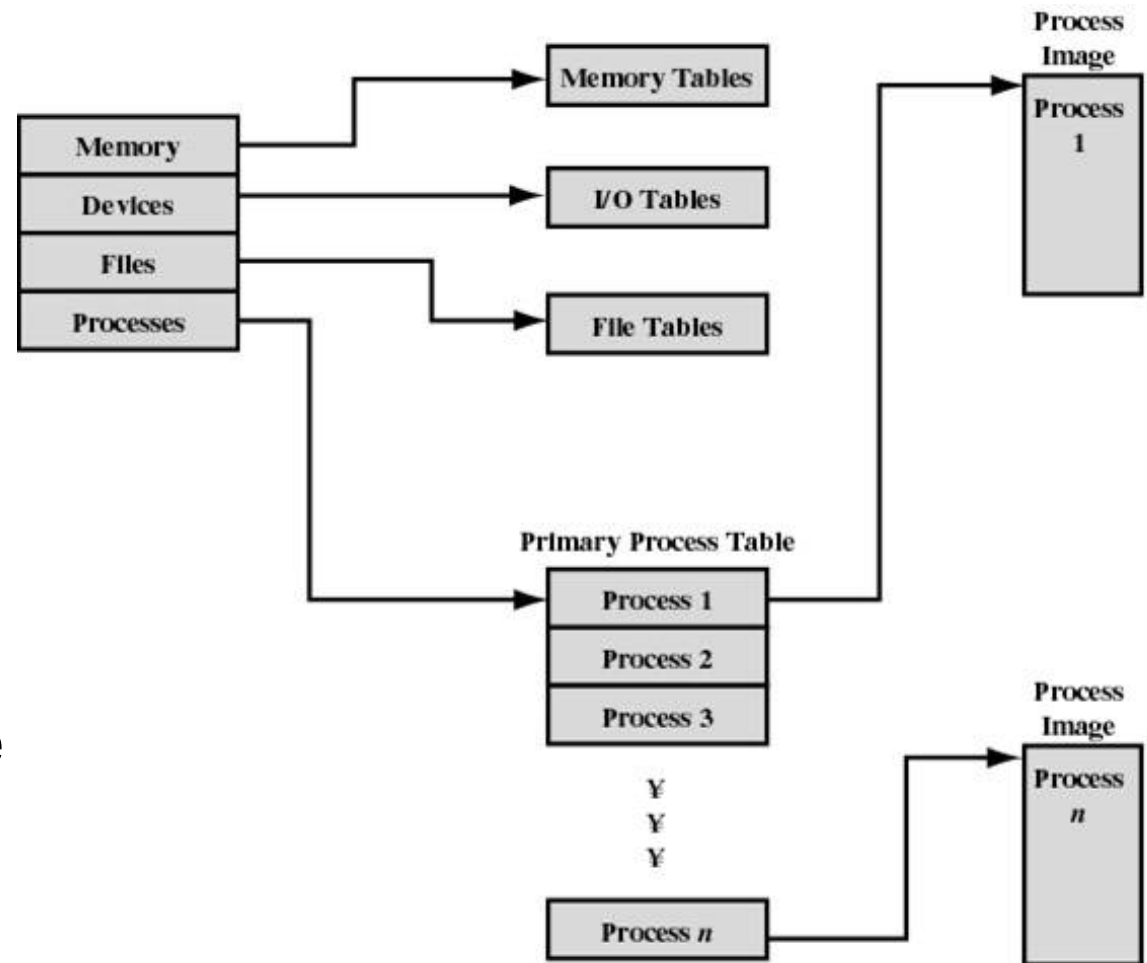 Memory
Devices
Files
Processes
Memory Tables
I/O Tables
File Tables
Primary Process Table
Process 1
Process 2
Process 3
¥
¥
¥
Process n
Process
Image
Process
1
Process
Image
Process
n
e